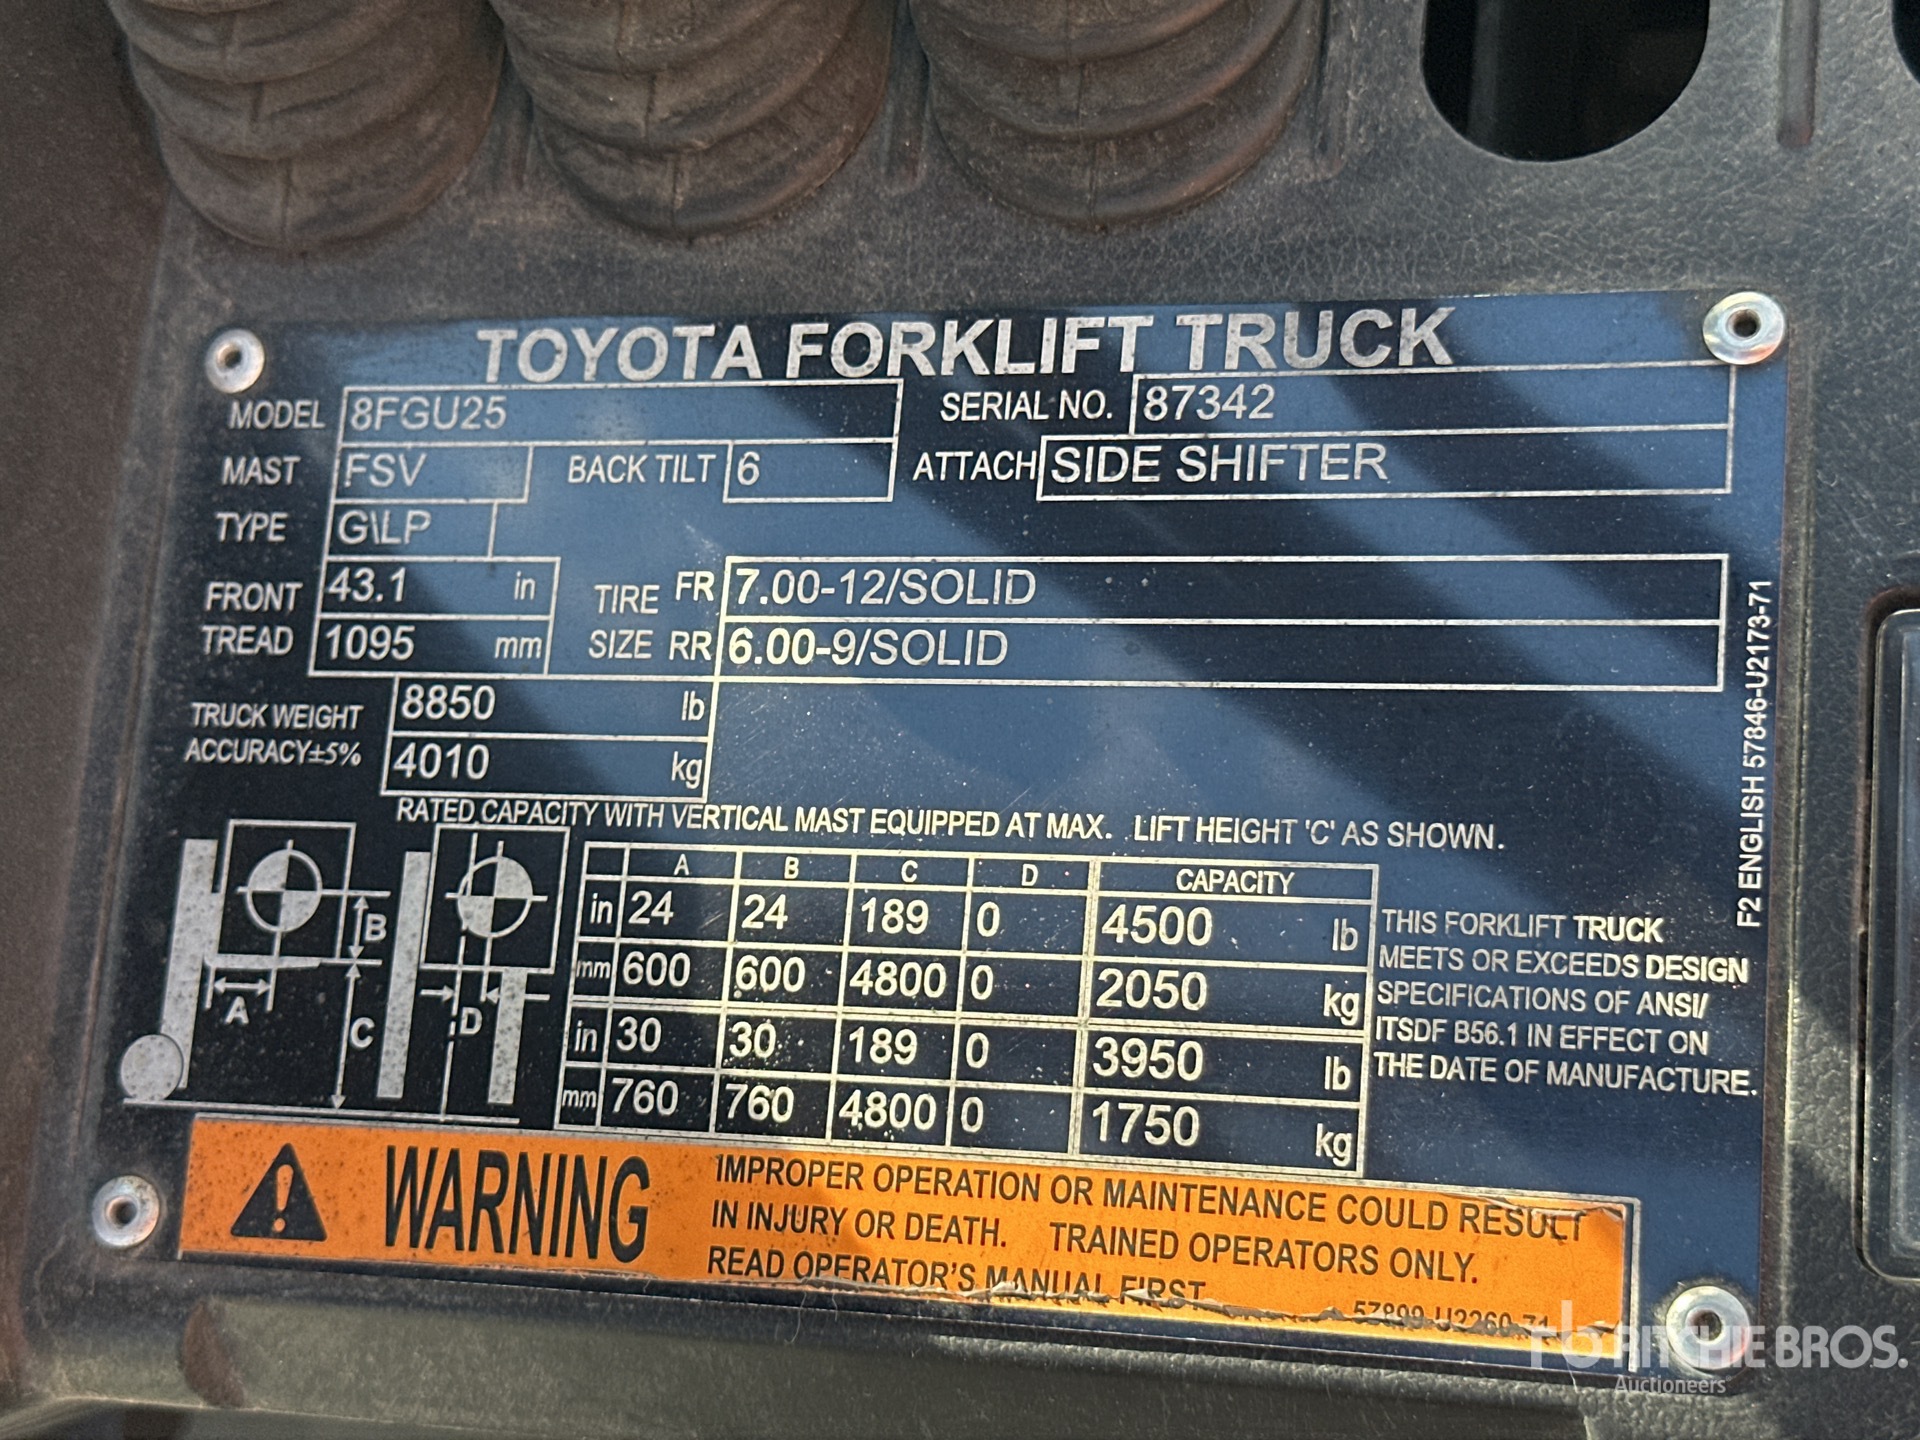 TOYOTA FORKLIFT TRUCK
MODEL 8FGU25 SERIAL NO. 87342
MAST FSV BACK TILT 6 ATTACH SIDE SHIFTER
TYPE G\LP
FRONT TREAD 43.1 in TIRE SIZE FR 7.00-12/SOLID
1095 mm RR 6.00-9/SOLID
TRUCK WEIGHT 8850 lb
ACCURACY±5% 4010 kg
RATED CAPACITY WITH VERTICAL MAST EQUIPPED AT MAX. LIFT HEIGHT 'C' AS SHOWN.
A B C D CAPACITY
in 24 24 189 0 4500 lb
mm 600 600 4800 0 2050 kg
in 30 30 189 0 3950 lb
mm 760 760 4800 0 1750 kg
B
A
C
D
THIS FORKLIFT TRUCK
MEETS OR EXCEEDS DESIGN
SPECIFICATIONS OF ANSI/
ITSDF B56.1 IN EFFECT ON
THE DATE OF MANUFACTURE.
F2 ENGLISH 57846-U2173-71
WARNING
IMPROPER OPERATION OR MAINTENANCE COULD RESULT
IN INJURY OR DEATH. TRAINED OPERATORS ONLY.
READ OPERATOR'S MANUAL FIRST
57899-U2260-71
RITCHIE BROS.
Auctioneers